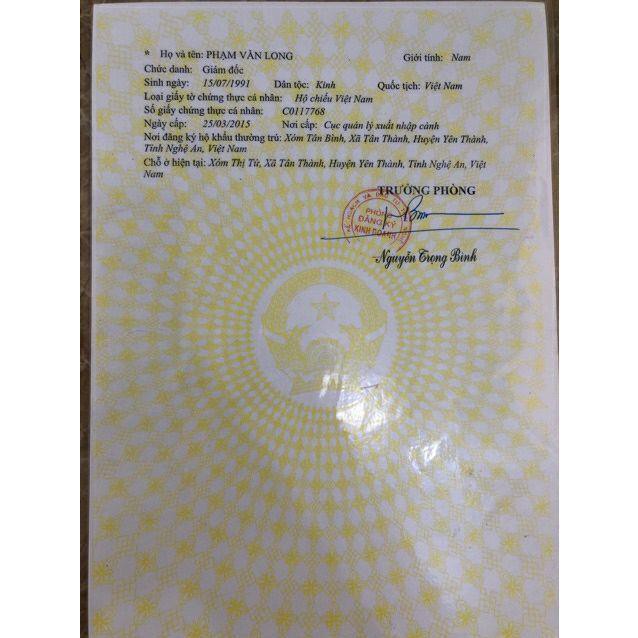 * Họ và tên: PHẠM VĂN LONG Giới tính: Nam
Chức danh: Giám đốc
Sinh ngày: 15/07/1991 Dân tộc: Kinh Quốc tịch: Việt Nam
Loại giấy tờ chứng thực cá nhân: Hộ chiếu Việt Nam
Số giấy chứng thực cá nhân: C0117768
Ngày cấp: 25/03/2015 Nơi cấp: Cục quản lý xuất nhập cảnh
Nơi đăng ký hộ khẩu thường trú: Xóm Tân Bình, Xã Tân Thành, Huyện Yên Thành,
Tỉnh Nghệ An, Việt Nam
Chỗ ở hiện tại: Xóm Thị Tứ, Xã Tân Thành, Huyện Yên Thành, Tỉnh Nghệ An, Việt
Nam
TRƯỞNG PHÒNG
PHÒNG
ĐĂNG KÝ
KINH DOANH
Nguyễn Trọng Bình